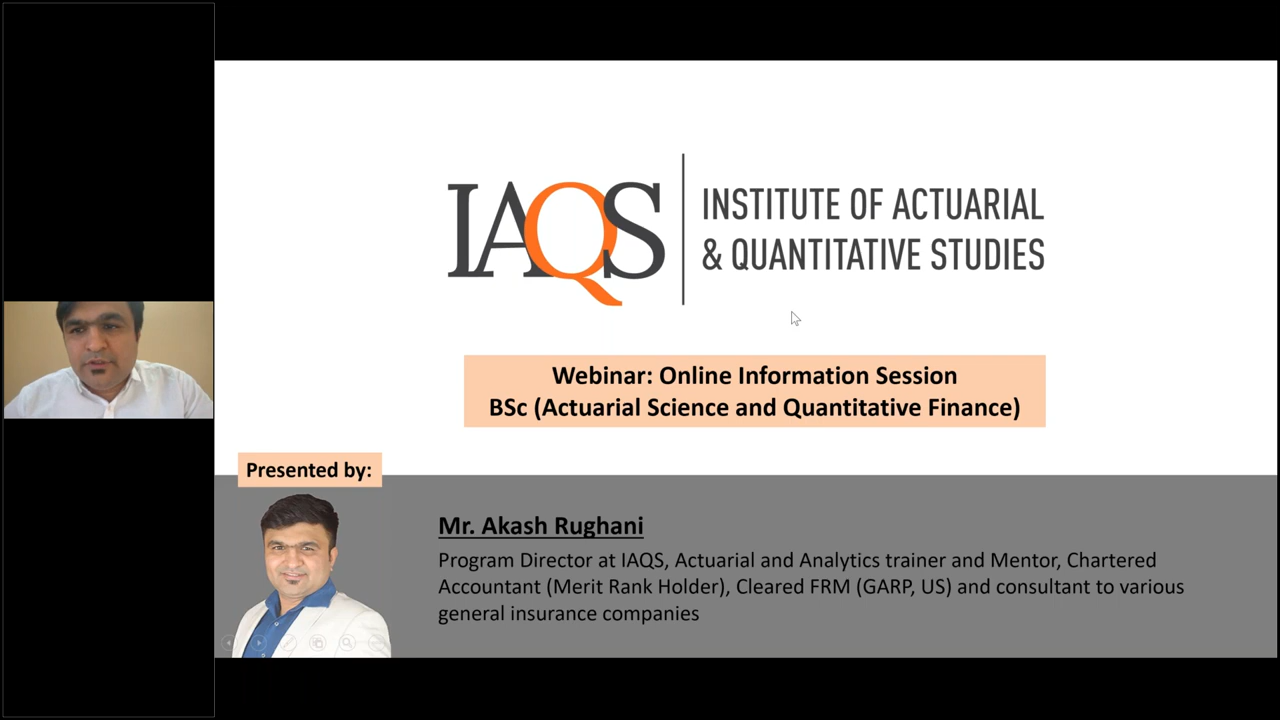 IAQS
INSTITUTE OF ACTUARIAL
& QUANTITATIVE STUDIES
Webinar: Online Information Session
BSc (Actuarial Science and Quantitative Finance)
Presented by:
Mr. Akash Rughani
Program Director at IAQS, Actuarial and Analytics trainer and Mentor, Chartered
Accountant (Merit Rank Holder), Cleared FRM (GARP, US) and consultant to various
general insurance companies